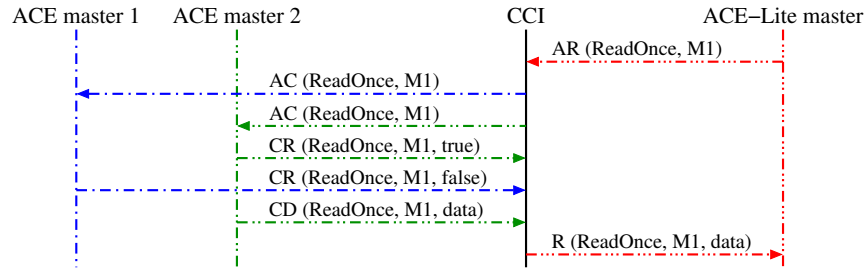 ACE master 1 ACE master 2 CCI ACE−Lite master
AR (ReadOnce, M1)
AC (ReadOnce, M1)
AC (ReadOnce, M1)
CR (ReadOnce, M1, true)
CR (ReadOnce, M1, false)
CD (ReadOnce, M1, data)
R (ReadOnce, M1, data)